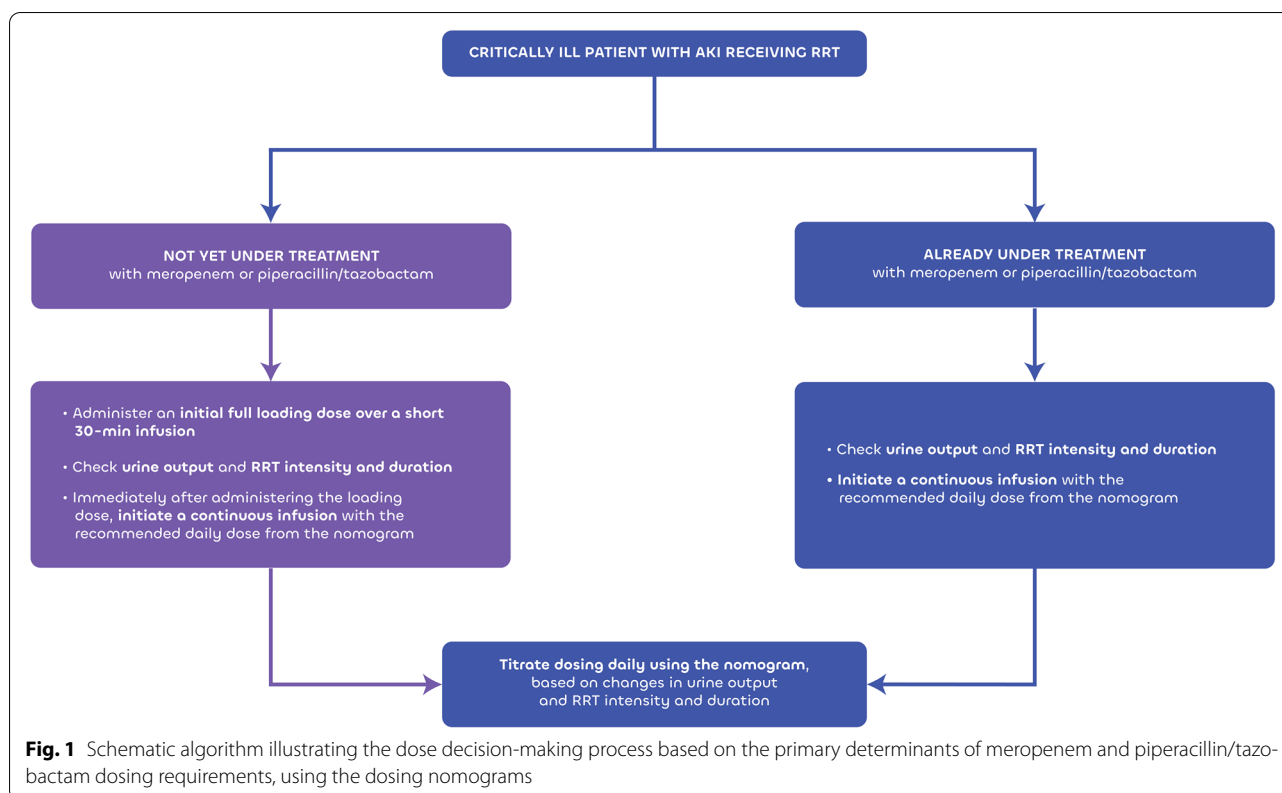 CRITICALLY ILL PATIENT WITH AKI RECEIVING RRT
NOT YET UNDER TREATMENT
with meropenem or piperacillin/tazobactam
ALREADY UNDER TREATMENT
with meropenem or piperacillin/tazobactam
• Administer an initial full loading dose over a short
30-min infusion
• Check urine output and RRT intensity and duration
• Immediately after administering the loading
dose, initiate a continuous infusion with the
recommended daily dose from the nomogram
• Check urine output and RRT intensity and duration
• Initiate a continuous infusion with the
recommended daily dose from the nomogram
Titrate dosing daily using the nomogram,
based on changes in urine output
and RRT intensity and duration
Fig. 1 Schematic algorithm illustrating the dose decision-making process based on the primary determinants of meropenem and piperacillin/tazo-
bactam dosing requirements, using the dosing nomograms